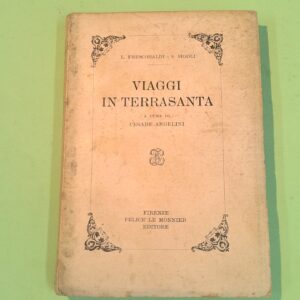 L. FRESCOBALDI - S. SIGOLI
VIAGGI
IN TERRASANTA
A CURA DI
CESARE ANGELINI
FIRENZE
FELICE LE MONNIER
EDITORE